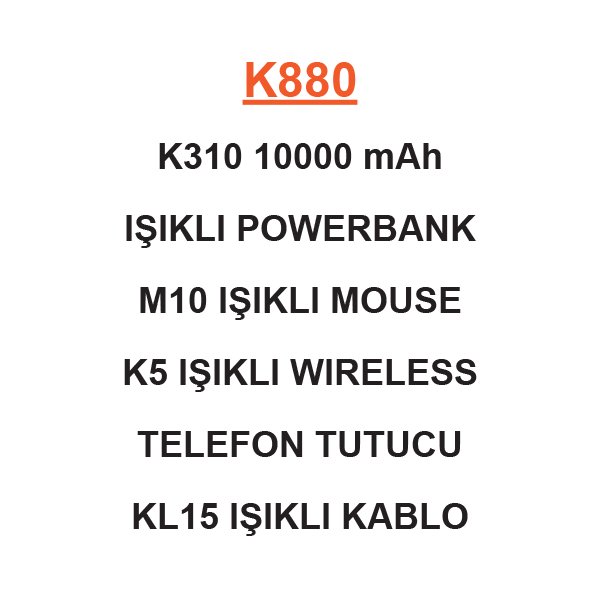 K880
K310 10000 mAh
IŞIKLI POWERBANK
M10 IŞIKLI MOUSE
K5 IŞIKLI WIRELESS
TELEFON TUTUCU
KL15 IŞIKLI KABLO